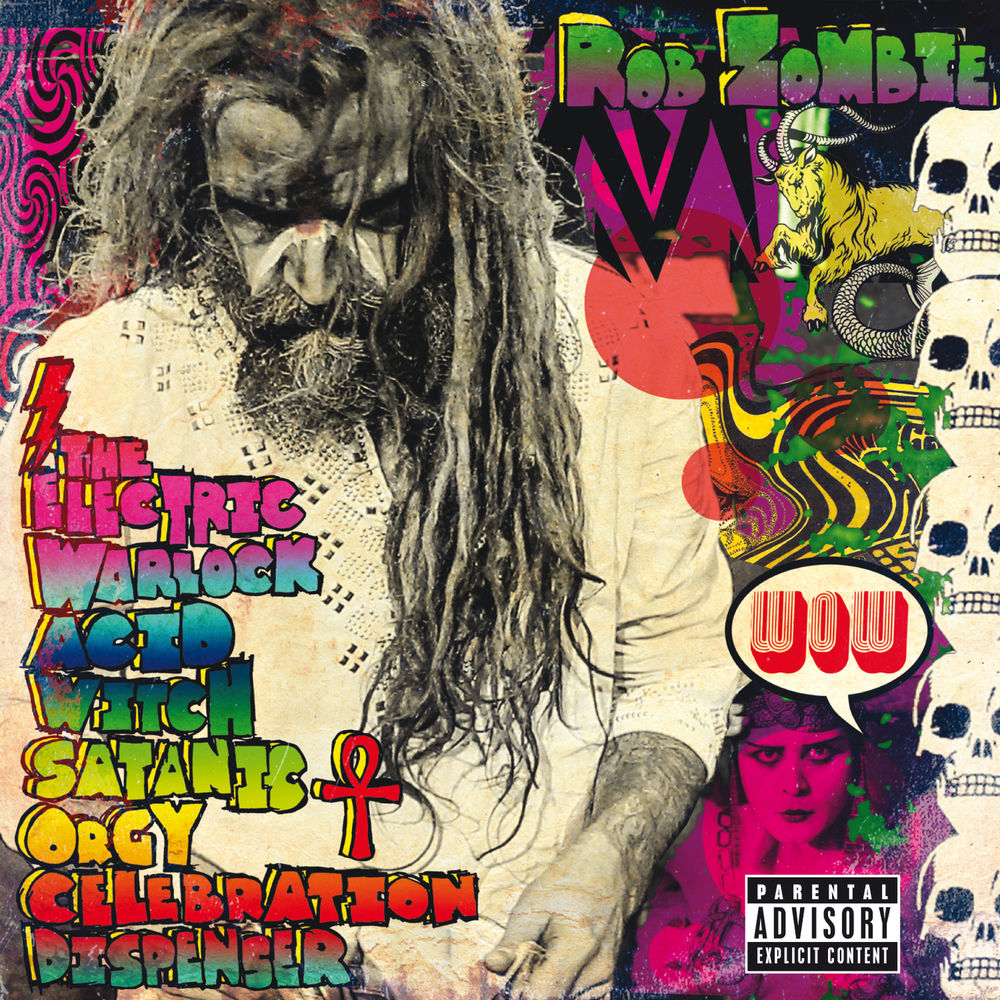 ROB ZOMBIE
THE
ELECTRIC
WARLOCK
ACID
WITCH
SATANIC
ORGY
CELEBRATION
DISPENSER
WOW
PARENTAL
ADVISORY
EXPLICIT CONTENT